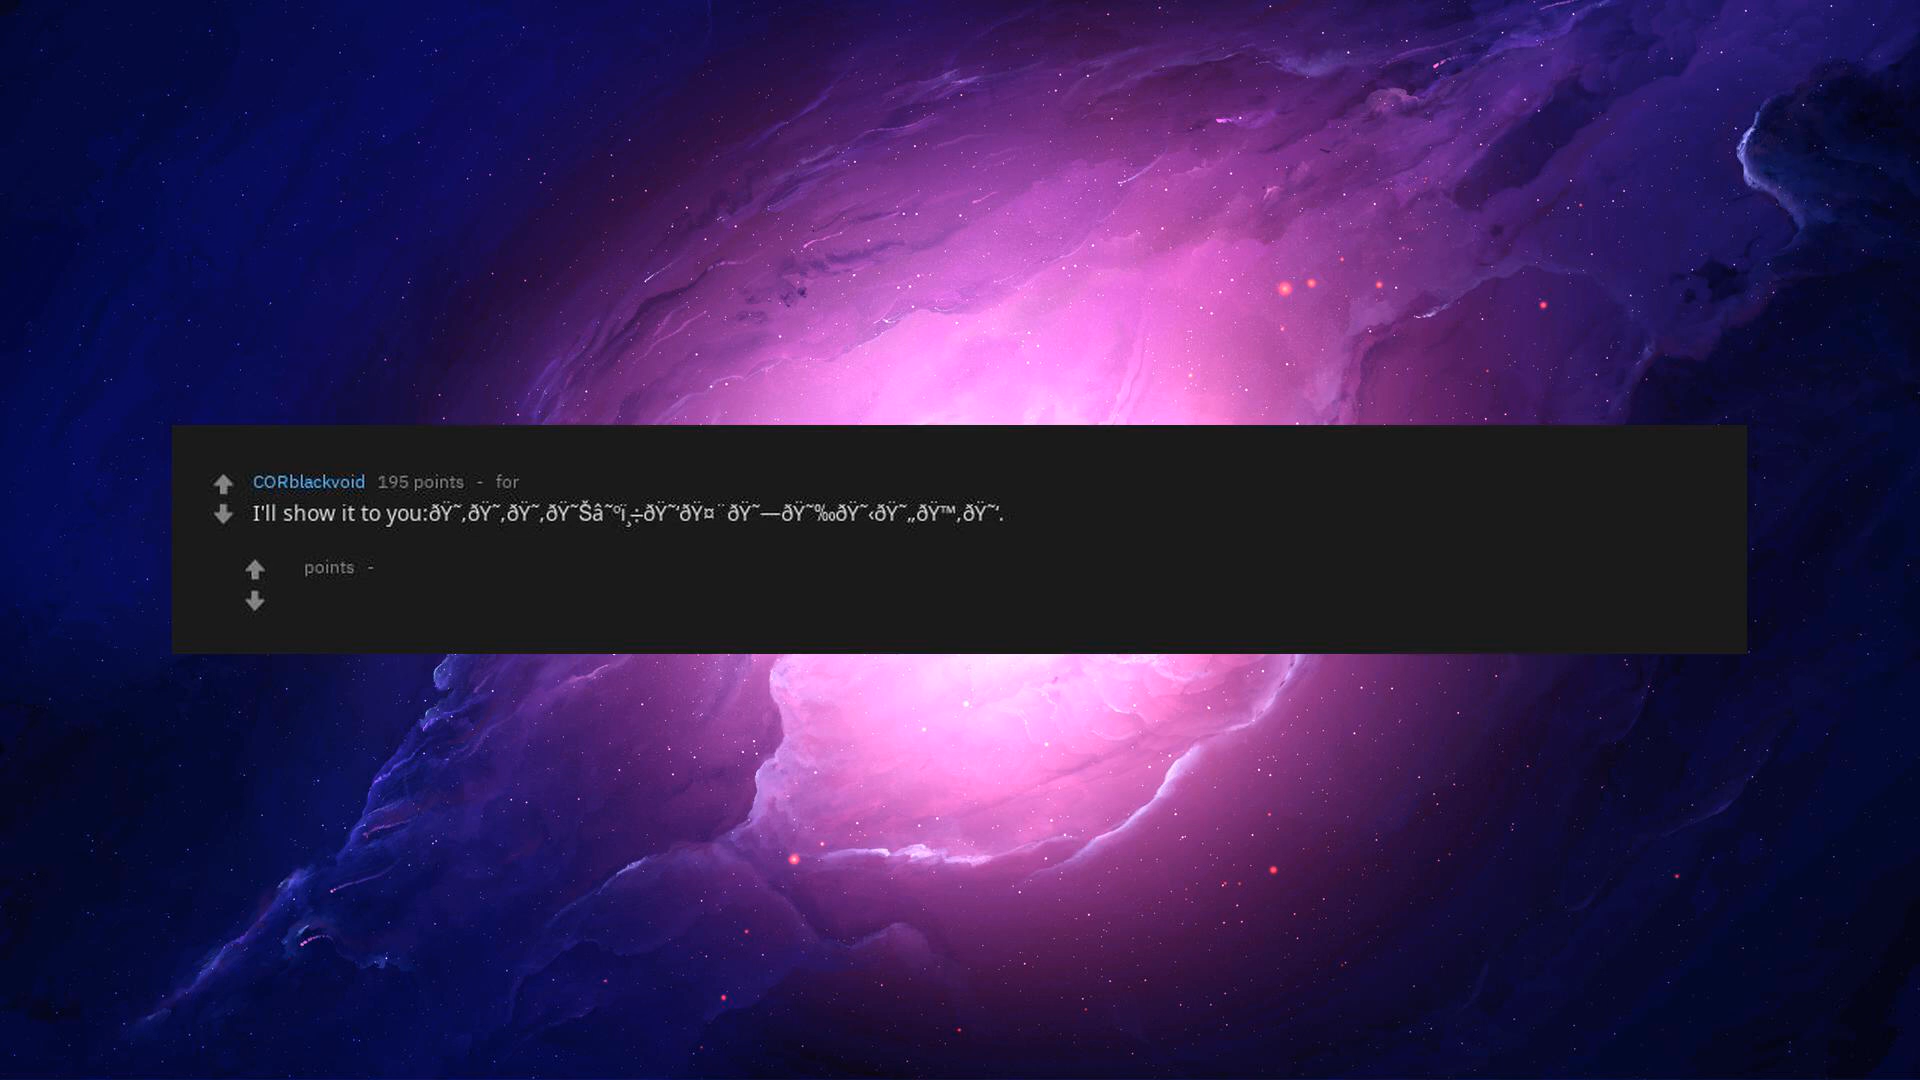 CORblackvoid 195 points - for
I'll show it to you:ðŸ˜‚ðŸ˜‚ðŸ˜‚ðŸ˜Šâ˜ºï¸÷ðŸ˜‘ðŸ¤¨ðŸ˜—ðŸ˜‰ðŸ˜‹ðŸ˜„ðŸ™‚ðŸ˜‘.
points -